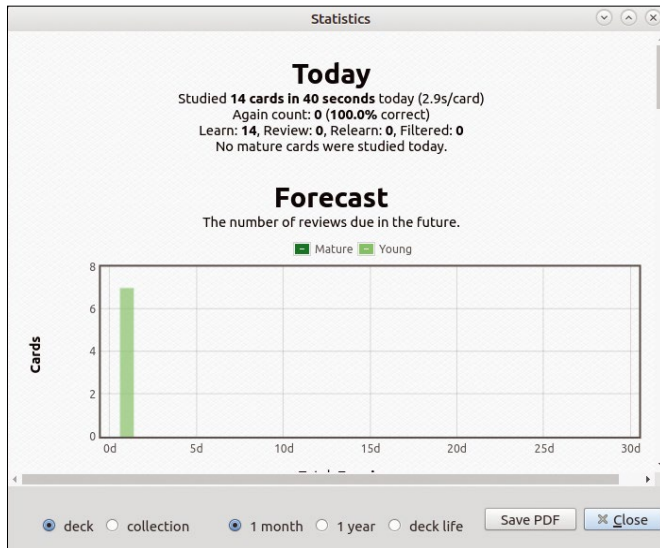 Statistics
Today
Studied 14 cards in 40 seconds today (2.9s/card)
Again count: 0 (100.0% correct)
Learn: 14, Review: 0, Relearn: 0, Filtered: 0
No mature cards were studied today.
Forecast
The number of reviews due in the future.
Mature Young
8
6
4
2
0
Cards
0d 5d 10d 15d 20d 25d 30d
deck collection 1 month 1 year deck life Save PDF Close